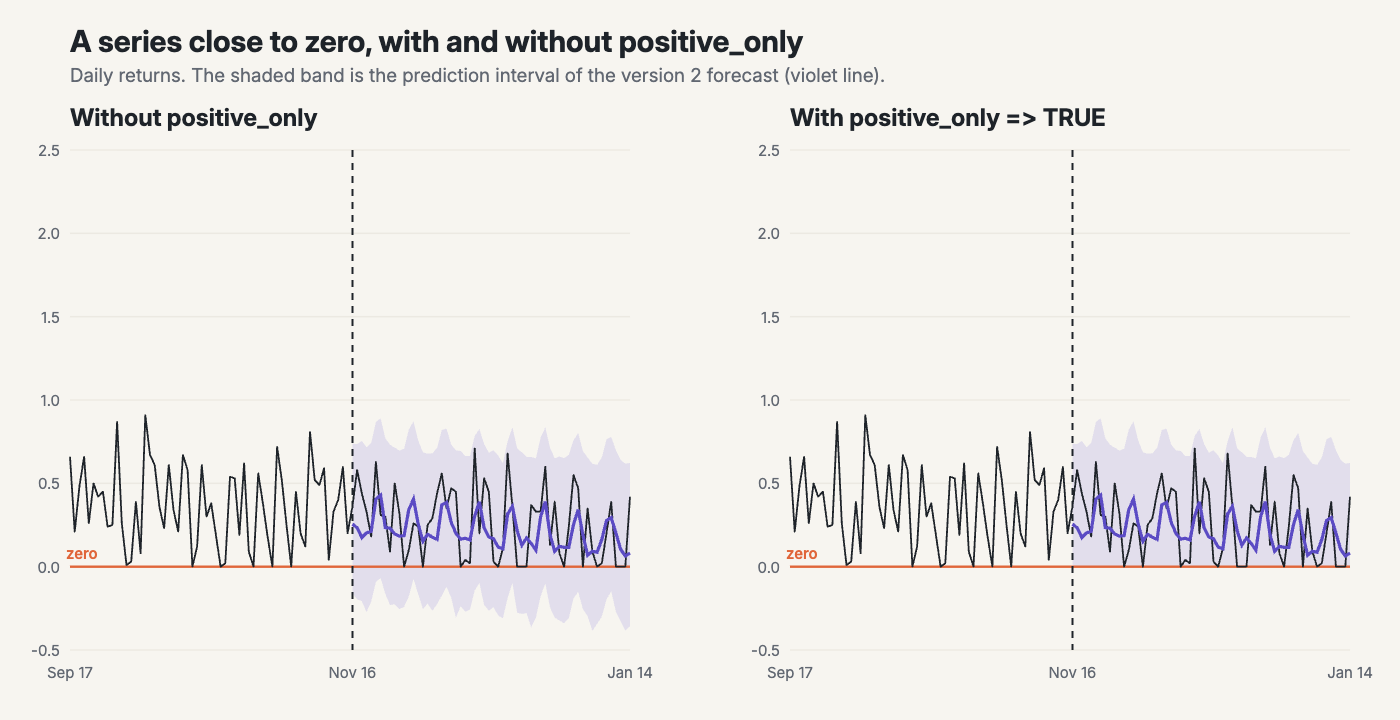 A series close to zero, with and without positive_only
Daily returns. The shaded band is the prediction interval of the version 2 forecast (violet line).
Without positive_only
2.5
2.0
1.5
1.0
0.5
zero
0.0
-0.5
Sep 17
Nov 16
Jan 14
With positive_only => TRUE
2.5
2.0
1.5
1.0
0.5
zero
0.0
-0.5
Sep 17
Nov 16
Jan 14